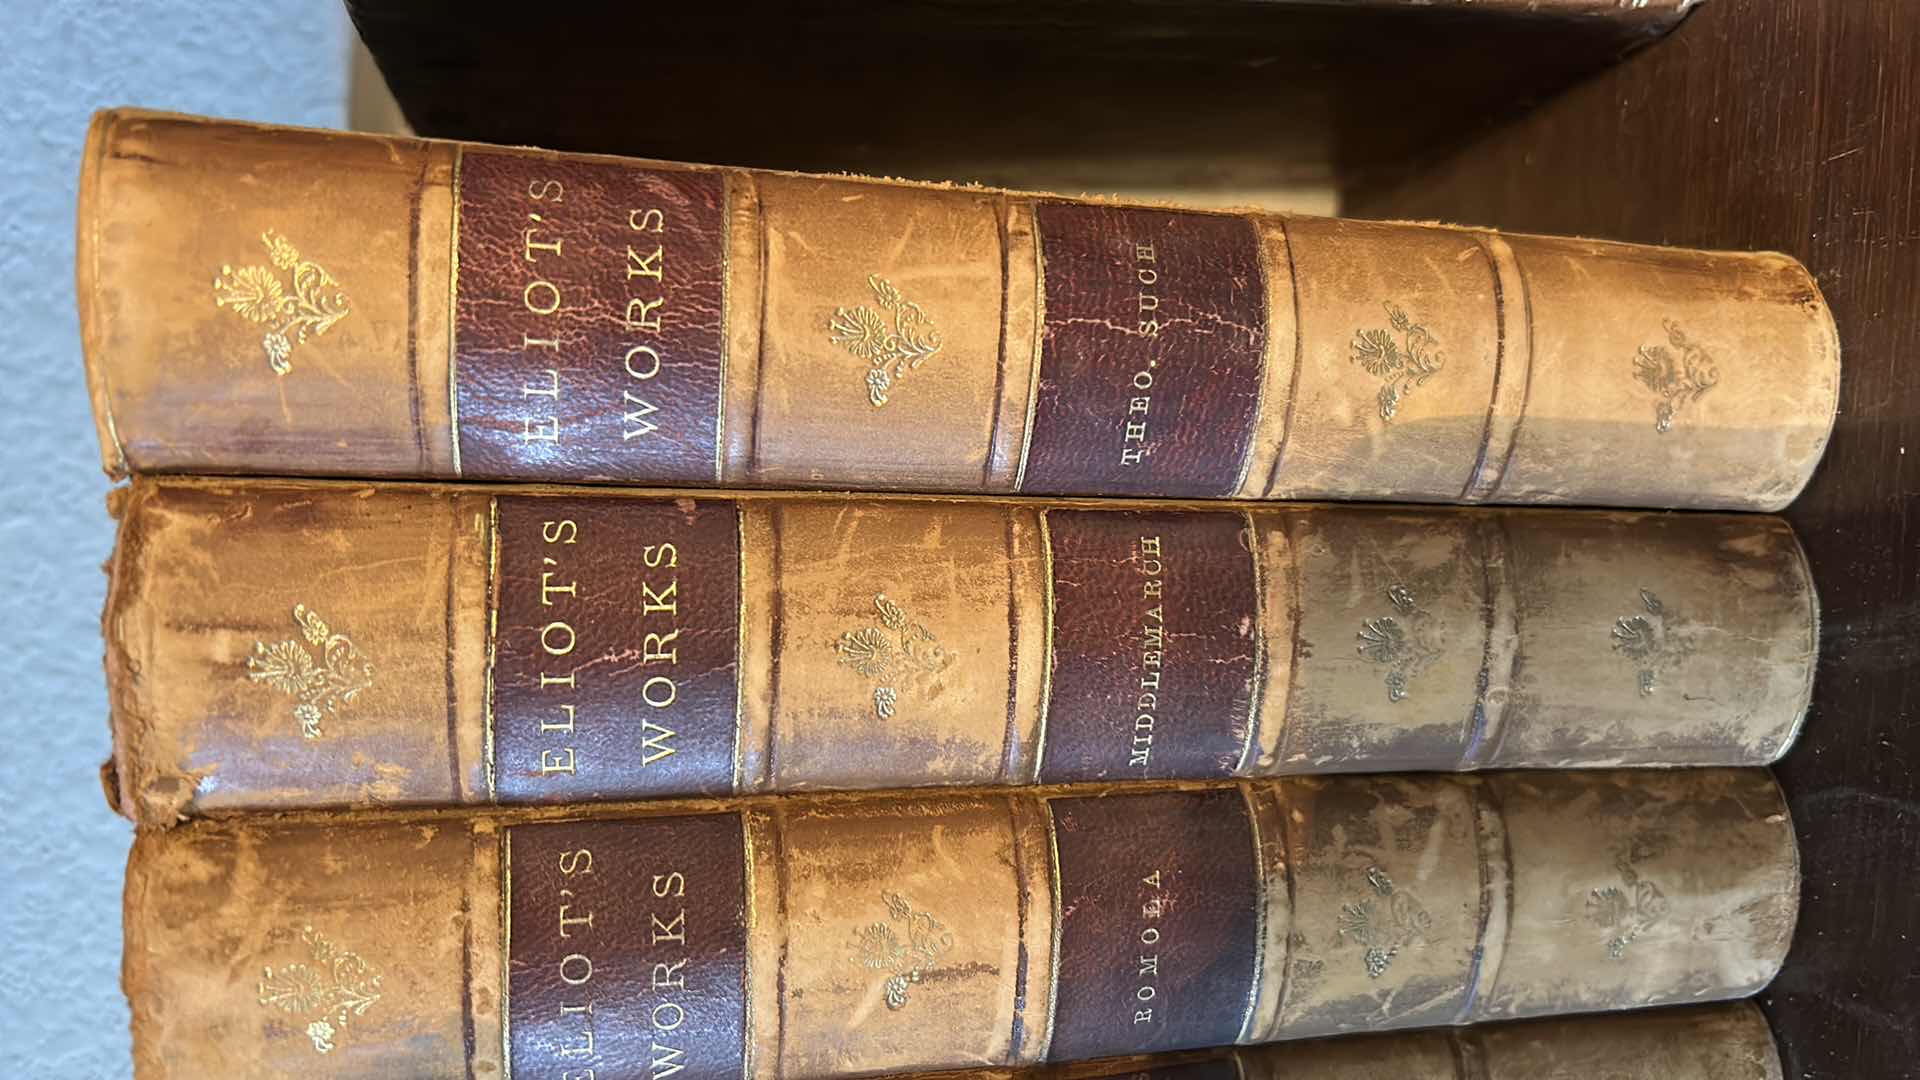 ELIOT'S
WORKS
THEO. SUCH
ELIOT'S
WORKS
MIDDLEMARCH
ELIOT'S
WORKS
ROMOLA